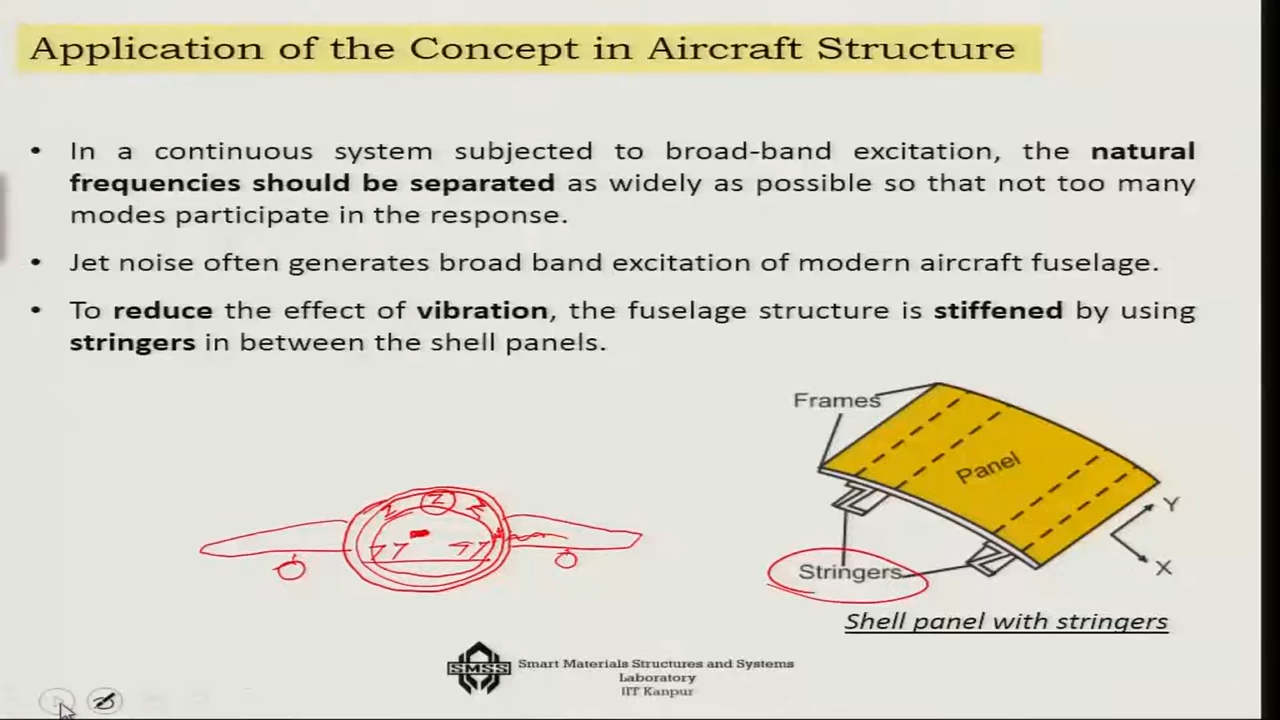 Application of the Concept in Aircraft Structure
• In a continuous system subjected to broad-band excitation, the natural
frequencies should be separated as widely as possible so that not too many
modes participate in the response.
• Jet noise often generates broad band excitation of modern aircraft fuselage.
• To reduce the effect of vibration, the fuselage structure is stiffened by using
stringers in between the shell panels.
Frames
Panel
Y
Stringers
X
Shell panel with stringers
SMSS
Smart Materials Structures and Systems
Laboratory
IIT Kanpur